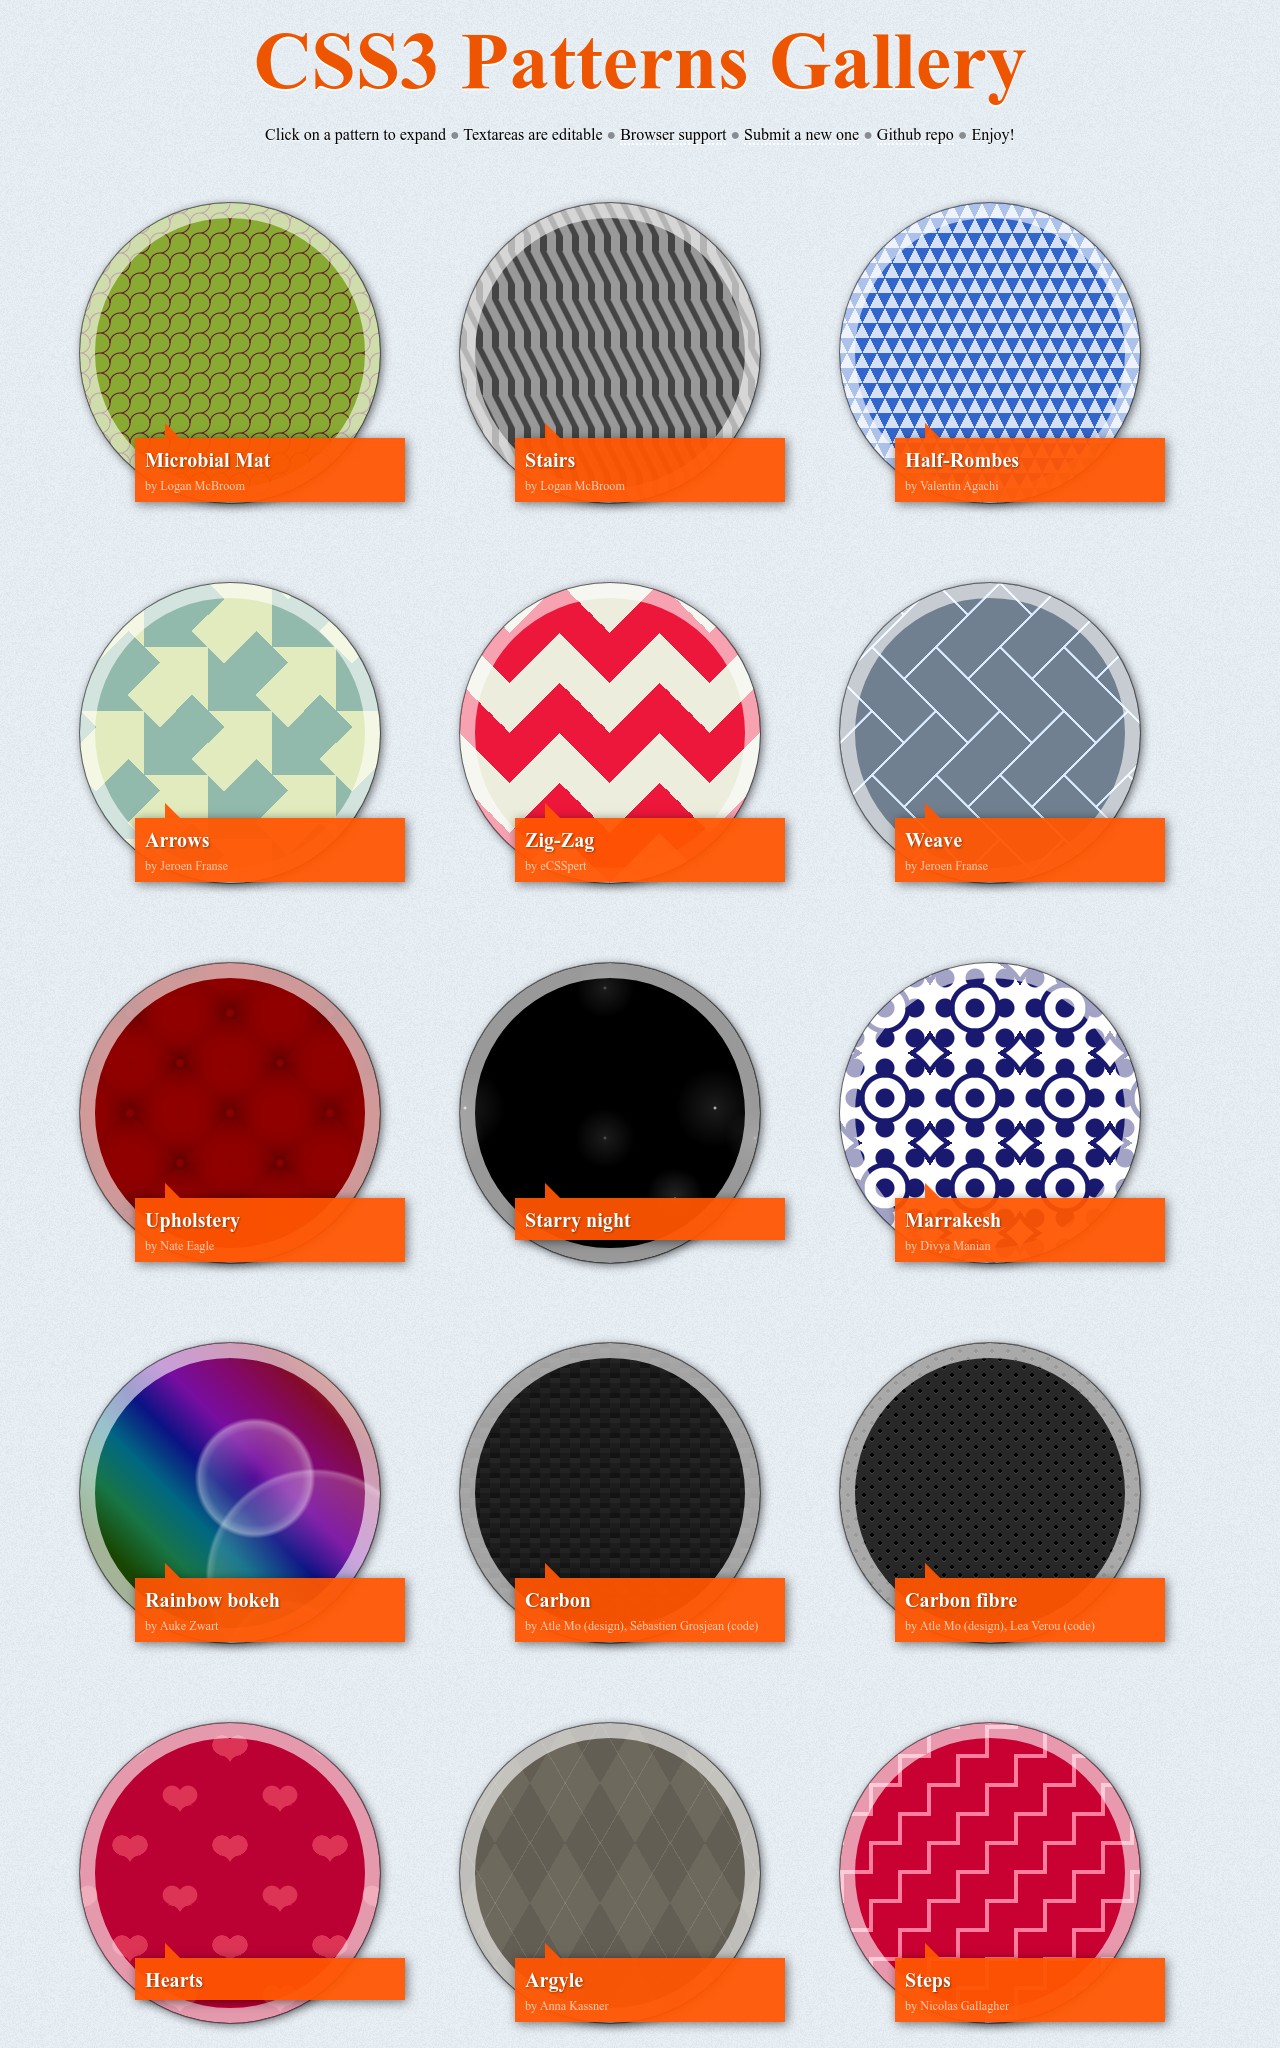 CSS3 Patterns Gallery
Click on a pattern to expand ● Textareas are editable ● Browser support ● Submit a new one ● Github repo ● Enjoy!
Microbial Mat
by Logan McBroom
Stairs
by Logan McBroom
Half-Rombes
by Valentin Agachi
Arrows
by Jeroen Franse
Zig-Zag
by eCSSpert
Weave
by Jeroen Franse
Upholstery
by Nate Eagle
Starry night
Marrakesh
by Divya Manian
Rainbow bokeh
by Auke Zwart
Carbon
by Atle Mo (design), Sébastien Grosjean (code)
Carbon fibre
by Atle Mo (design), Lea Verou (code)
Hearts
Argyle
by Anna Kassner
Steps
by Nicolas Gallagher